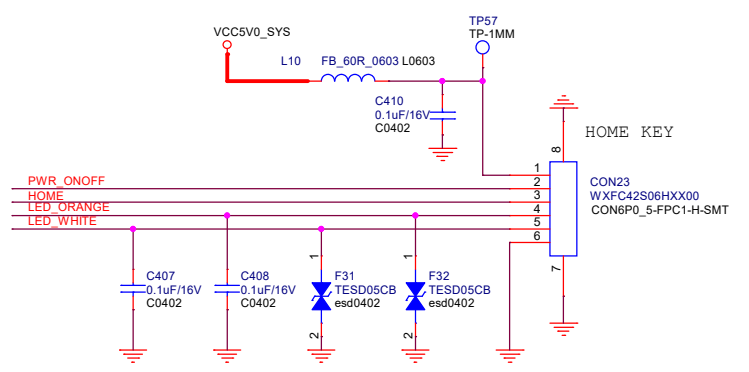 TP57
TP-1MM
VCC5V0_SYS
L10 FB_60R_0603 L0603
C410
0.1uF/16V
C0402
HOME KEY
8
1
2
3
4
5
6
7
CON23
WXFC42S06HXX00
CON6P0_5-FPC1-H-SMT
PWR_ONOFF
HOME
LED_ORANGE
LED_WHITE
C407
0.1uF/16V
C0402
C408
0.1uF/16V
C0402
1
F31
TESD05CB
esd0402
2
1
F32
TESD05CB
esd0402
2